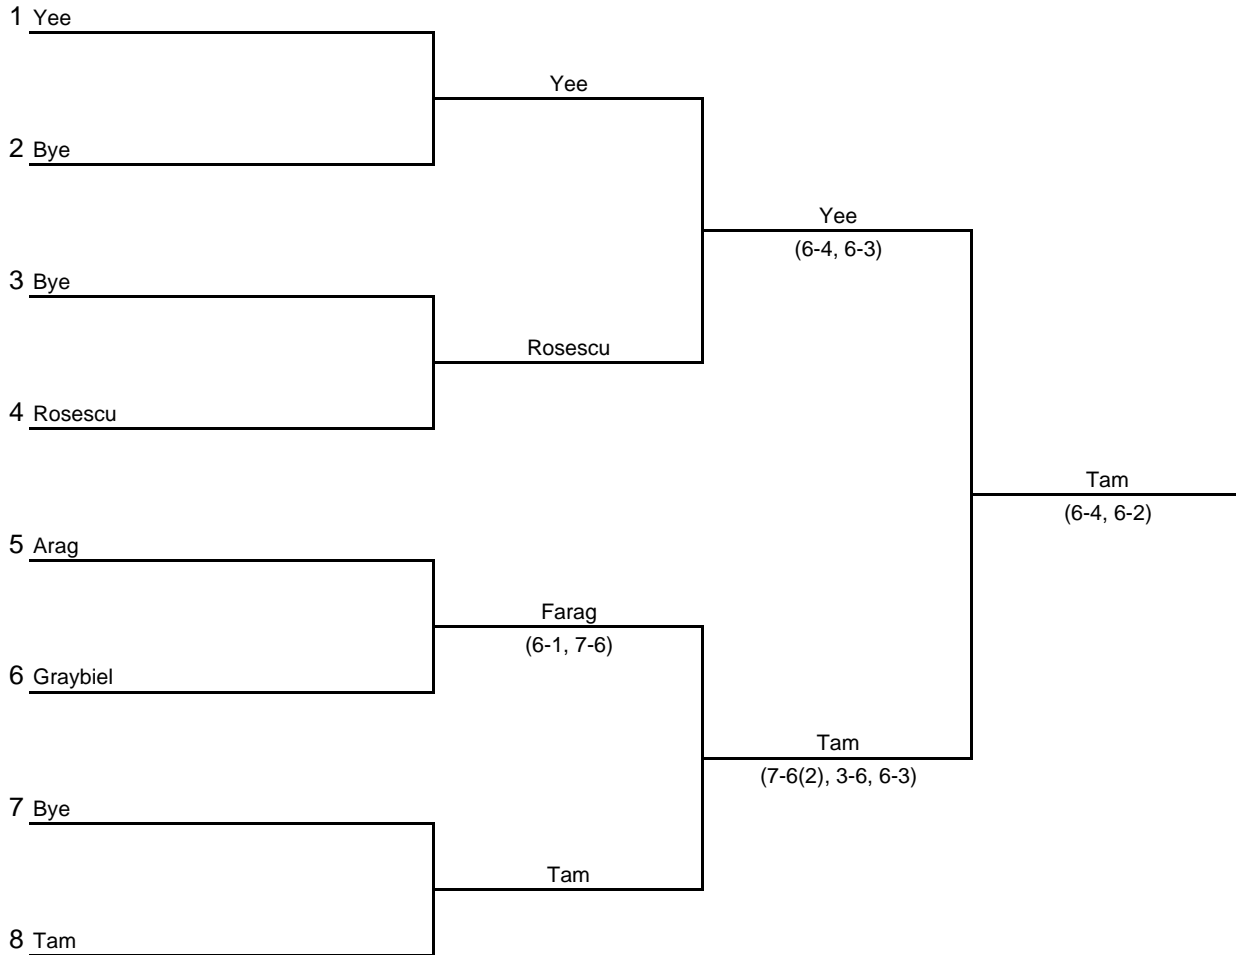 1 Yee
Yee
2 Bye
Yee
(6-4, 6-3)
3 Bye
Rosescu
4 Rosescu
Tam
(6-4, 6-2)
5 Arag
Farag
(6-1, 7-6)
6 Graybiel
Tam
(7-6(2), 3-6, 6-3)
7 Bye
Tam
8 Tam